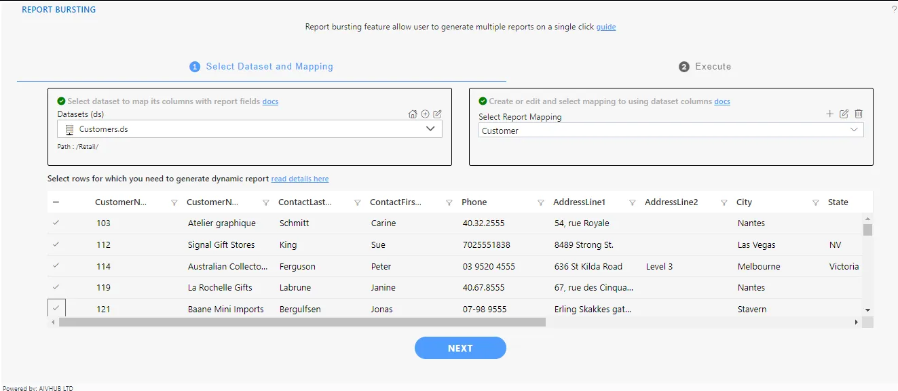 REPORT BURSTING
?
Report bursting feature allow user to generate multiple reports on a single click guide
1 Select Dataset and Mapping
2 Execute
Select dataset to map its columns with report fields docs
Datasets (ds)
Customers.ds
Path : /Retail/
Create or edit and select mapping to using dataset columns docs
Select Report Mapping
Customer
Select rows for which you need to generate dynamic report read details here
CustomerN... CustomerN... ContactLast... ContactFirs... Phone AddressLine1 AddressLine2 City State
103 Atelier graphique Schmitt Carine 40.32.2555 54, rue Royale Nantes
112 Signal Gift Stores King Sue 7025551838 8489 Strong St. Las Vegas NV
114 Australian Collecto... Ferguson Peter 03 9520 4555 636 St Kilda Road Level 3 Melbourne Victoria
119 La Rochelle Gifts Labrune Janine 40.67.8555 67, rue des Cinqua... Nantes
121 Baane Mini Imports Bergulfsen Jonas 07-98 9555 Erling Skakkes gat... Stavern
NEXT
Powered by: AIVHUB LTD